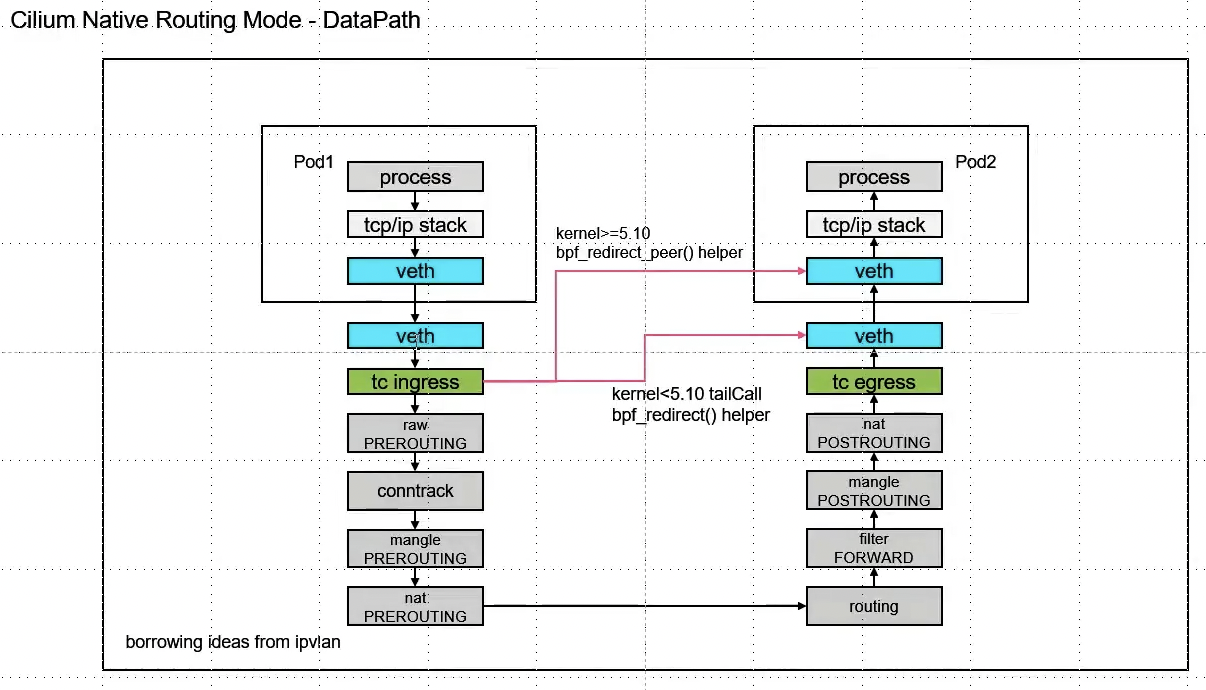 Cilium Native Routing Mode - DataPath
Pod1
process
tcp/ip stack
veth
veth
tc ingress
raw
PREROUTING
conntrack
mangle
PREROUTING
nat
PREROUTING
kernel>=5.10
bpf_redirect_peer() helper
kernel<5.10 tailCall
bpf_redirect() helper
Pod2
process
tcp/ip stack
veth
veth
tc egress
nat
POSTROUTING
mangle
POSTROUTING
filter
FORWARD
routing
borrowing ideas from ipvlan